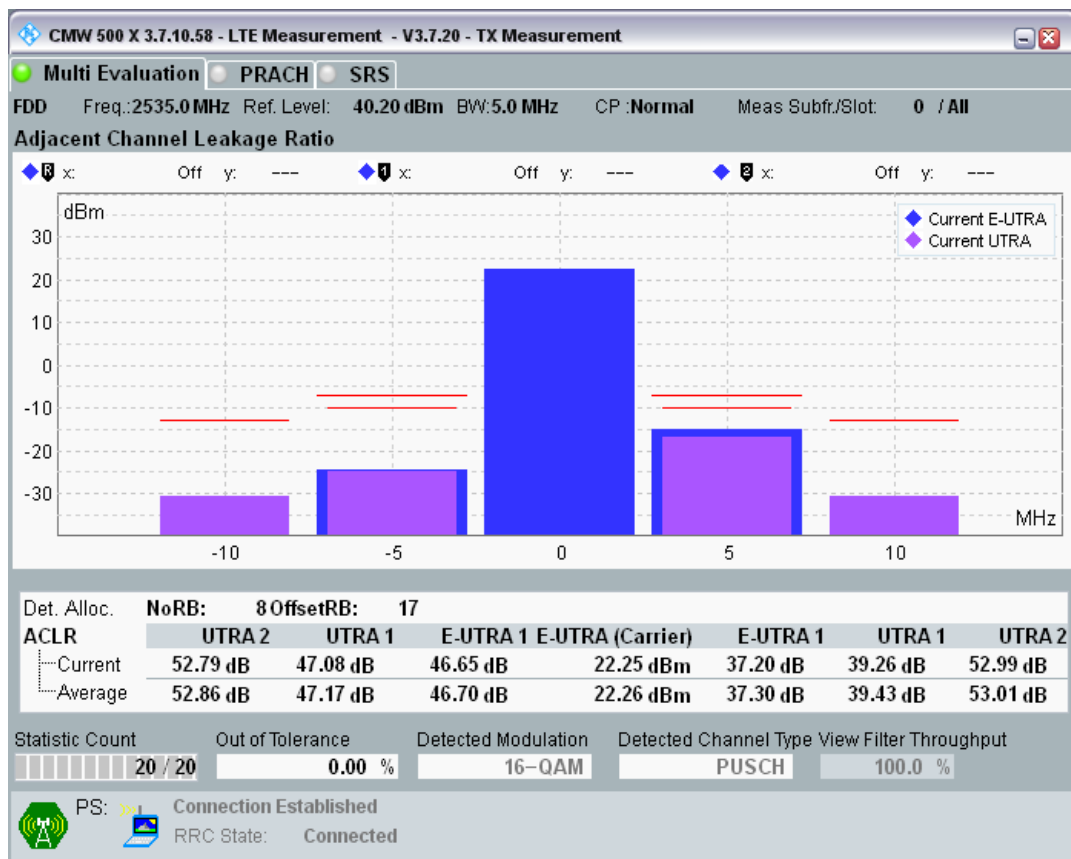 CMW 500 X 3.7.10.58 - LTE Measurement - V3.7.20 - TX Measurement
Multi Evaluation PRACH SRS
FDD Freq.:2535.0 MHz Ref. Level: 40.20 dBm BW:5.0 MHz CP :Normal Meas Subfr./Slot: 0 / All
Adjacent Channel Leakage Ratio
R x: Off y: --- 1 x: Off y: --- 2 x: Off y: ---
dBm
Current E-UTRA
Current UTRA
30
20
10
0
-10
-20
-30
MHz
-10 -5 0 5 10
Det. Alloc. NoRB: 8 OffsetRB: 17
ACLR UTRA 2 UTRA 1 E-UTRA 1 E-UTRA (Carrier) E-UTRA 1 UTRA 1 UTRA 2
Current 52.79 dB 47.08 dB 46.65 dB 22.25 dBm 37.20 dB 39.26 dB 52.99 dB
Average 52.86 dB 47.17 dB 46.70 dB 22.26 dBm 37.30 dB 39.43 dB 53.01 dB
Statistic Count Out of Tolerance Detected Modulation Detected Channel Type View Filter Throughput
20 / 20 0.00 % 16-QAM PUSCH 100.0 %
PS: Connection Established
RRC State: Connected